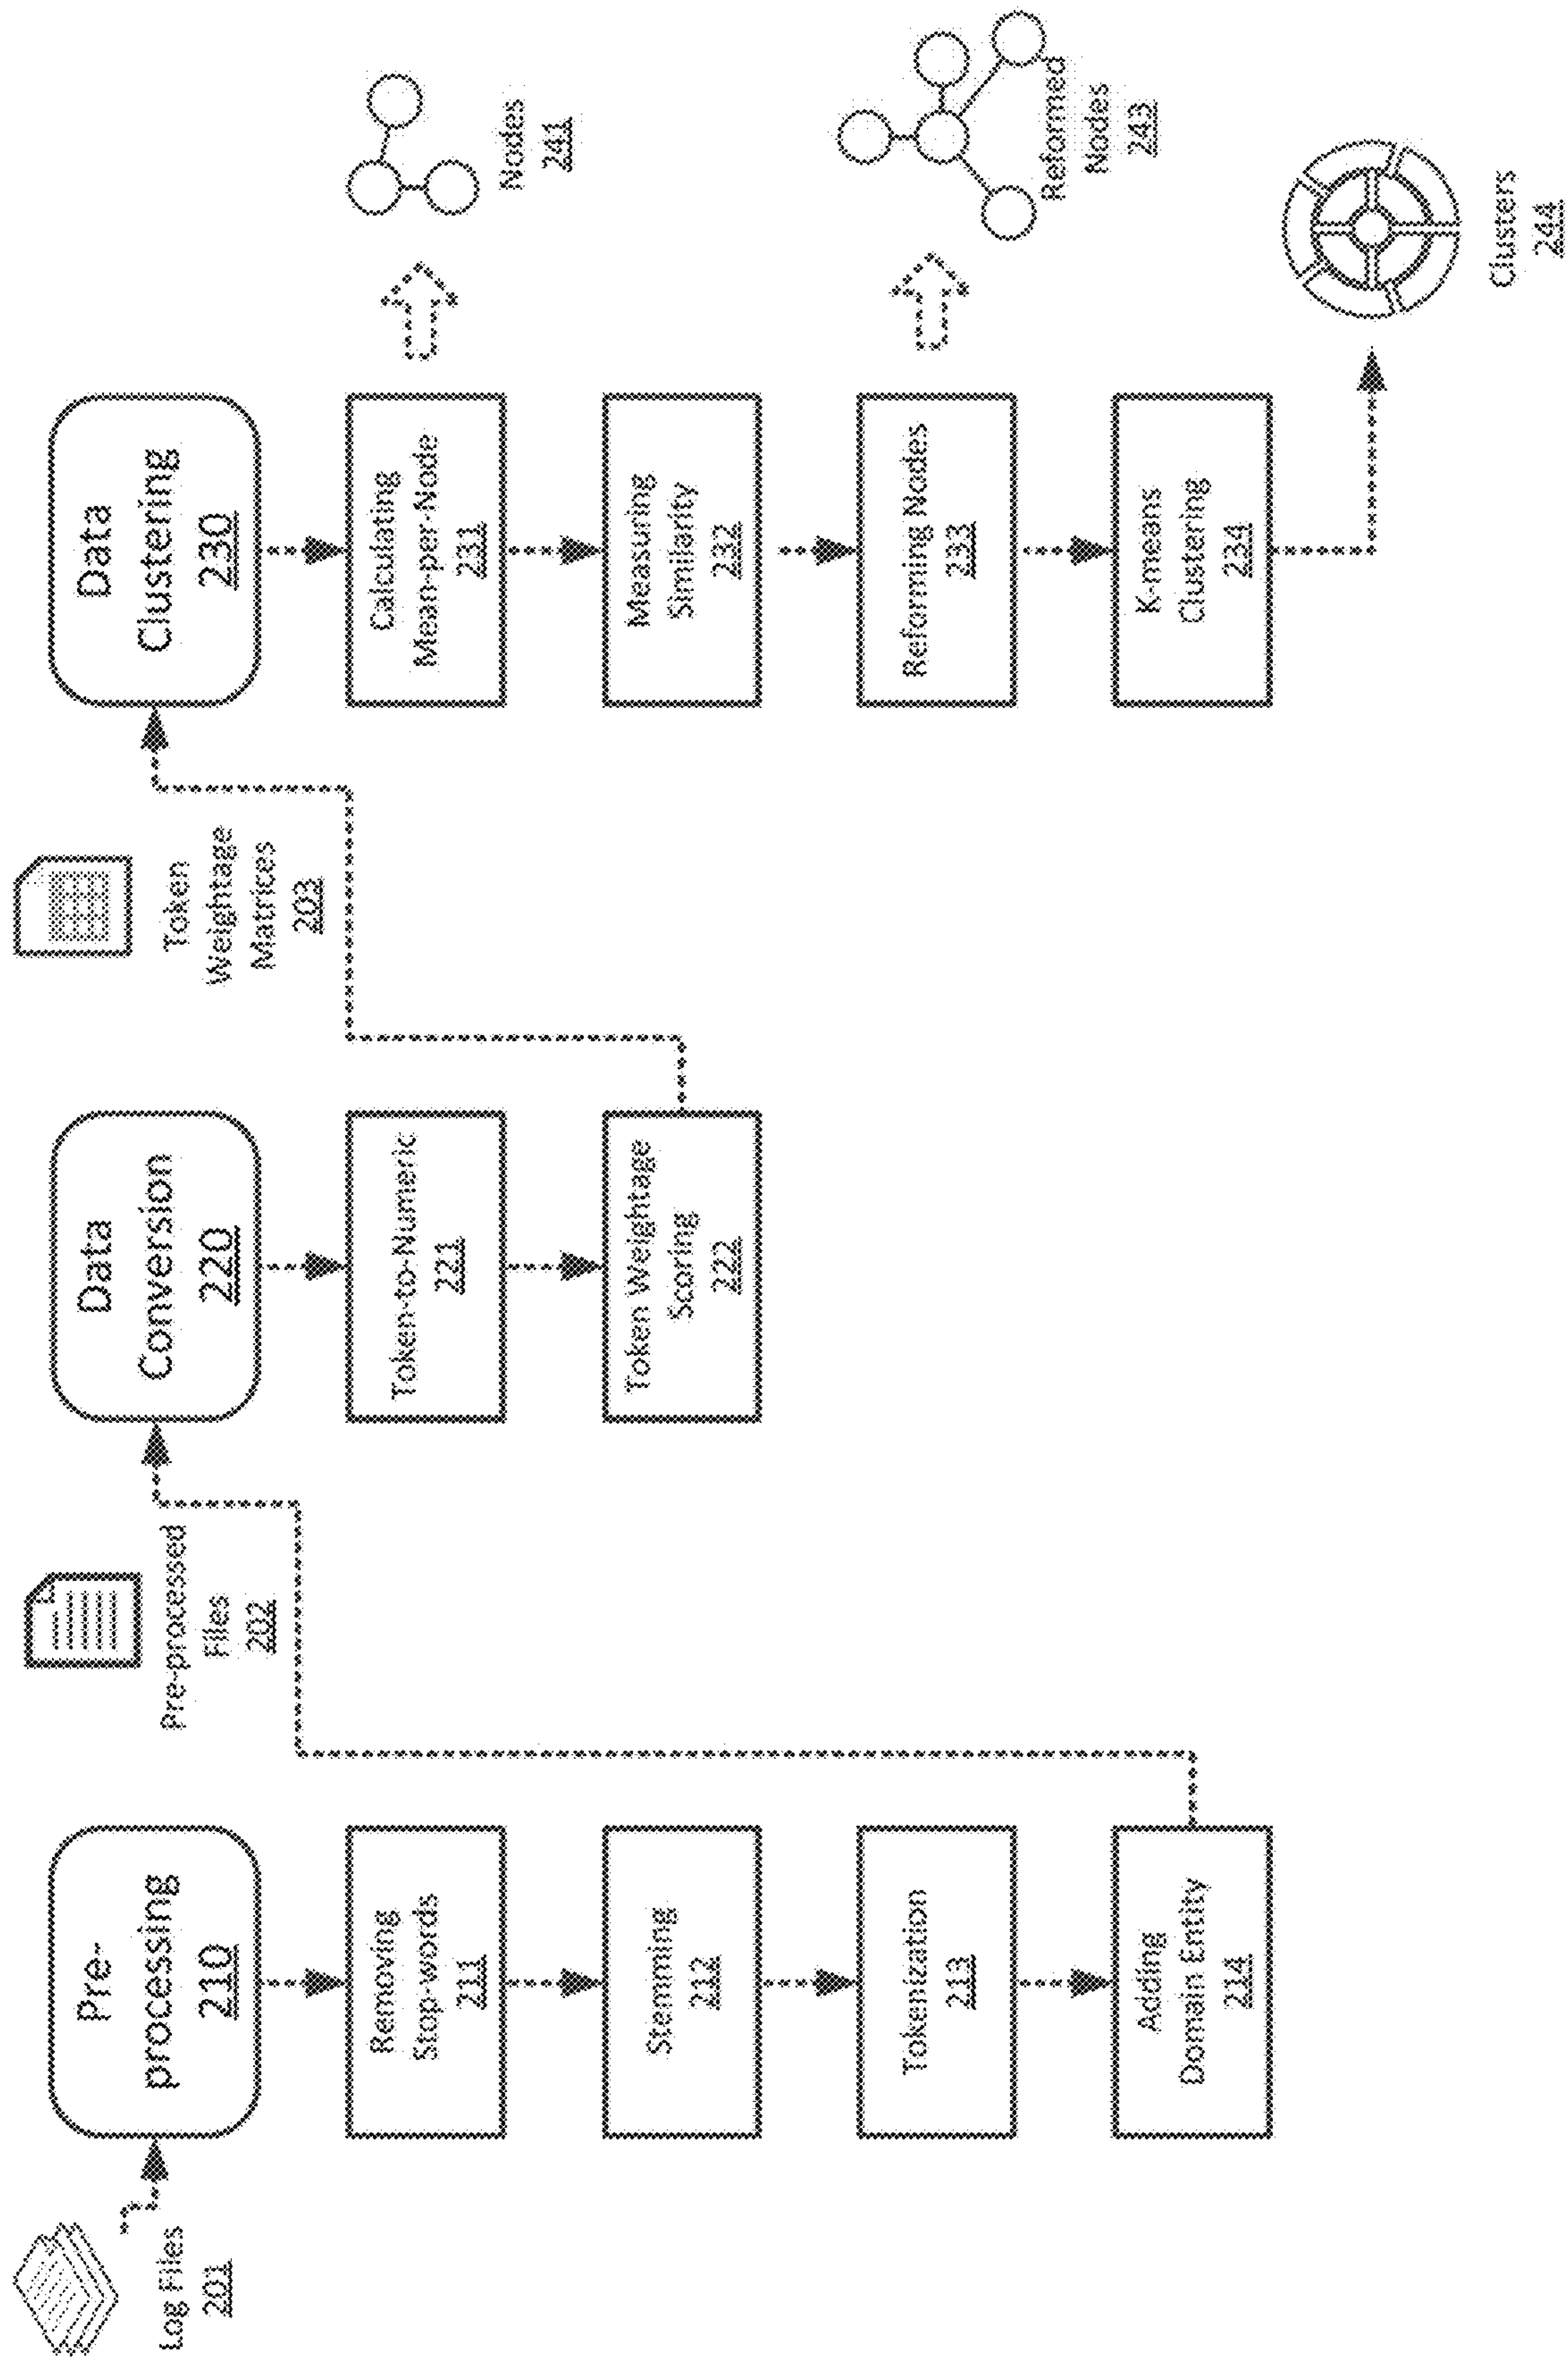 Log Files
201
Pre-
processing
210
Removing
Stop-words
211
Stemming
212
Tokenization
213
Adding
Domain Entity
214
Pre-processed
Files
202
Data
Conversion
220
Token-to-Numeric
221
Token Weightage
Scoring
222
Token
Weightage
Matrices
203
Data
Clustering
230
Calculating
Mean-per-Node
231
Measuring
Similarity
232
Reforming Nodes
233
K-means
Clustering
234
Nodes
241
Reformed
Nodes
243
Clusters
244